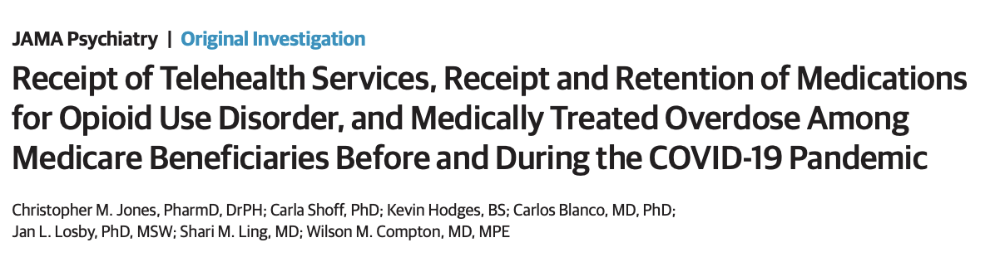 JAMA Psychiatry | Original Investigation
Receipt of Telehealth Services, Receipt and Retention of Medications
for Opioid Use Disorder, and Medically Treated Overdose Among
Medicare Beneficiaries Before and During the COVID-19 Pandemic
Christopher M. Jones, PharmD, DrPH; Carla Shoff, PhD; Kevin Hodges, BS; Carlos Blanco, MD, PhD;
Jan L. Losby, PhD, MSW; Shari M. Ling, MD; Wilson M. Compton, MD, MPE